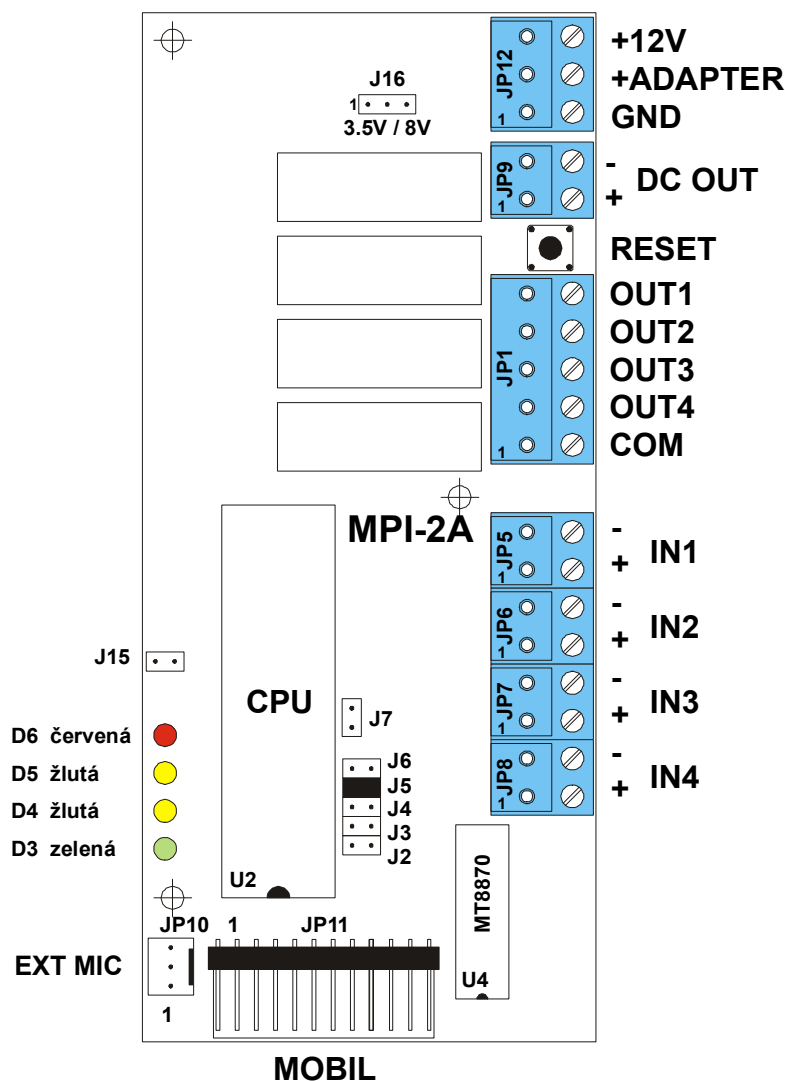 J16
1
3.5V / 8V
JP12
1
+12V
+ADAPTER
GND
JP9
1
-
+
DC OUT
RESET
JP1
1
OUT1
OUT2
OUT3
OUT4
COM
MPI-2A
JP5
1
-
+
IN1
JP6
1
-
+
IN2
JP7
1
-
+
IN3
JP8
1
-
+
IN4
J15
CPU
U2
J7
J6
J5
J4
J3
J2
D6 červená
D5 žlutá
D4 žlutá
D3 zelená
MT8870
U4
JP10
1
JP11
EXT MIC
1
MOBIL